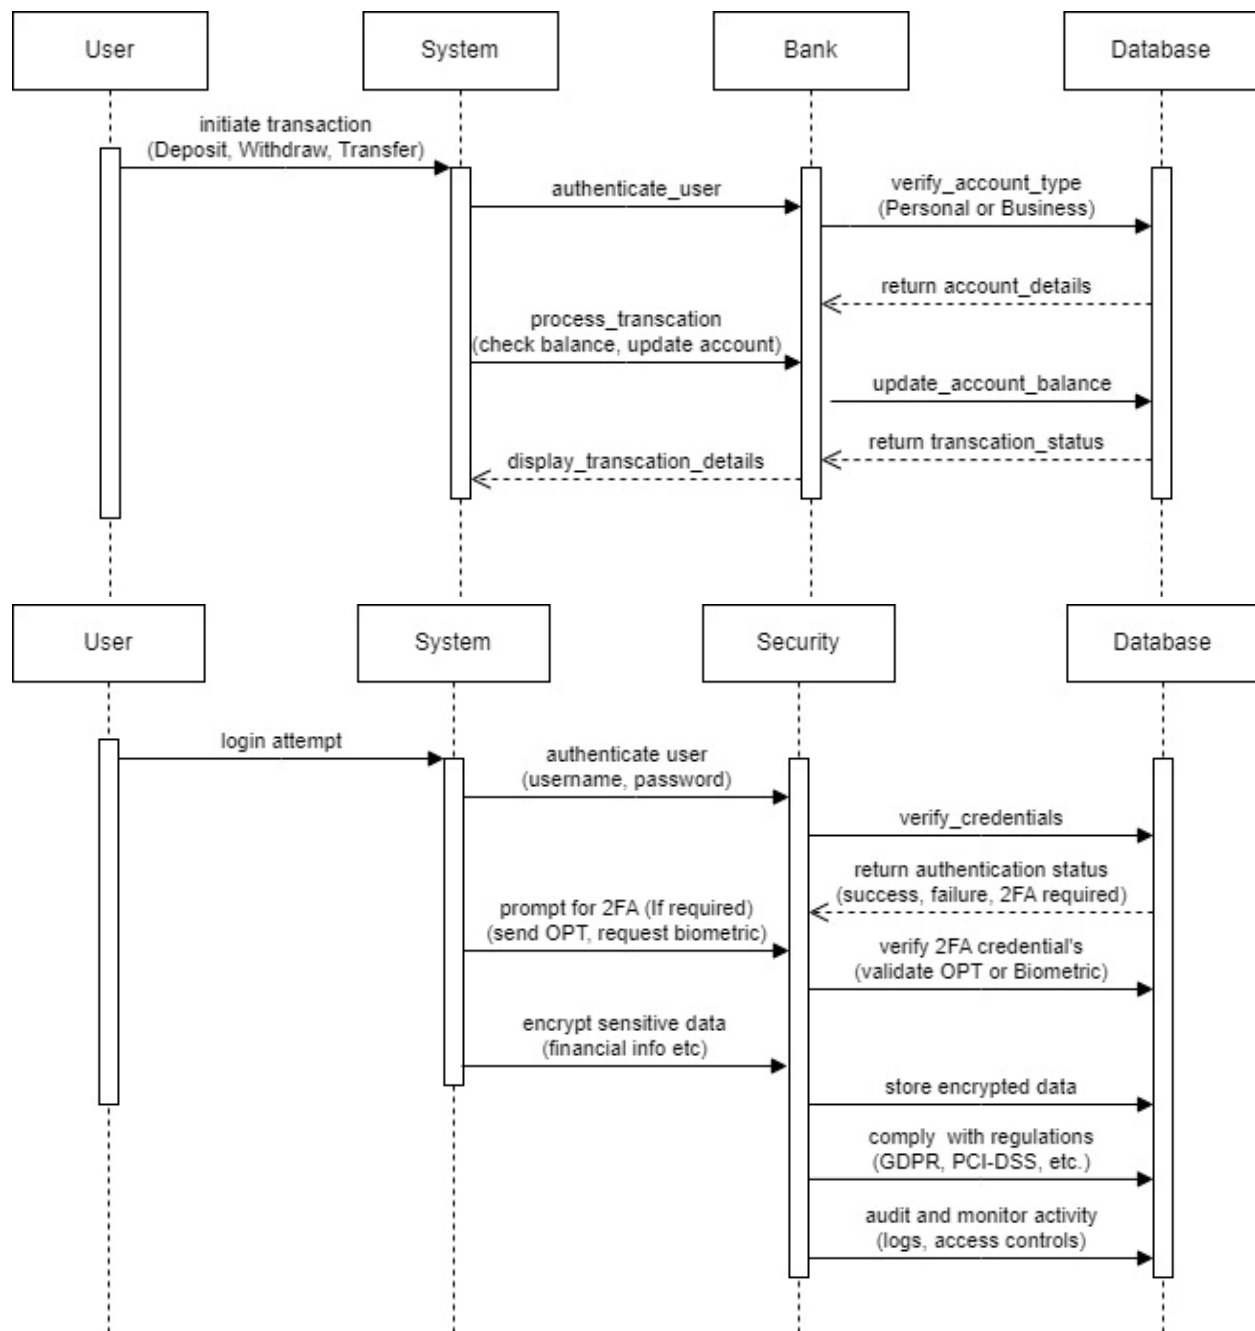 User
System
Bank
Database
initiate transaction
(Deposit, Withdraw, Transfer)
authenticate_user
verify_account_type
(Personal or Business)
return account_details
process_transcation
(check balance, update account)
update_account_balance
return transcation_status
display_transcation_details
User
System
Security
Database
login attempt
authenticate user
(username, password)
verify_credentials
return authentication status
(success, failure, 2FA required)
prompt for 2FA (If required)
(send OPT, request biometric)
verify 2FA credential's
(validate OPT or Biometric)
encrypt sensitive data
(financial info etc)
store encrypted data
comply with regulations
(GDPR, PCI-DSS, etc.)
audit and monitor activity
(logs, access controls)